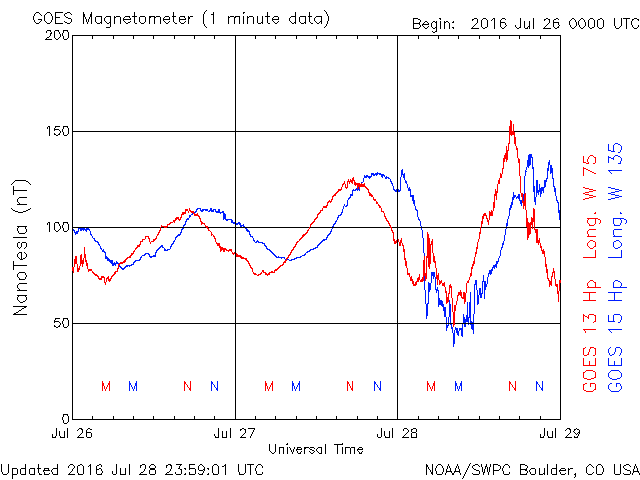 GOES Magnetometer (1 minute data)
Begin: 2016 Jul 26 0000 UTC
200
150
100
50
0
NanoTesla (nT)
M M N N M M N N M M N N
Jul 26 Jul 27 Jul 28 Jul 29
Universal Time
GOES 13 Hp Long. W 75
GOES 15 Hp Long. W 135
Updated 2016 Jul 28 23:59:01 UTC
NOAA/SWPC Boulder, CO USA